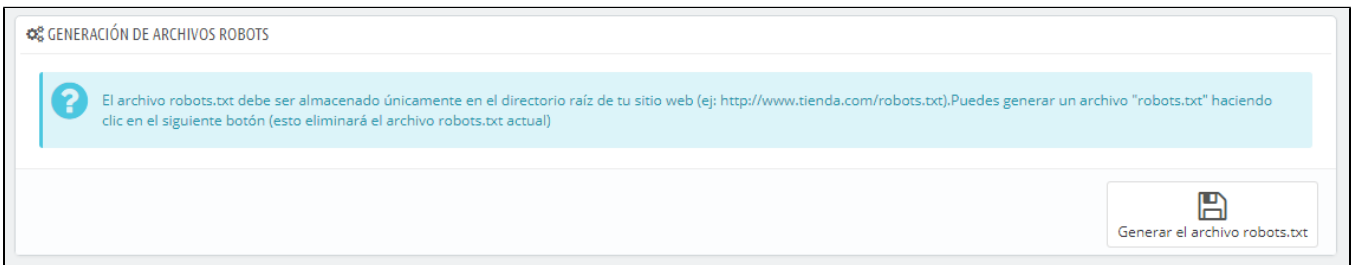 GENERACIÓN DE ARCHIVOS ROBOTS
El archivo robots.txt debe ser almacenado únicamente en el directorio raíz de tu sitio web (ej: http://www.tienda.com/robots.txt).Puedes generar un archivo "robots.txt" haciendo
clic en el siguiente botón (esto eliminará el archivo robots.txt actual)
Generar el archivo robots.txt